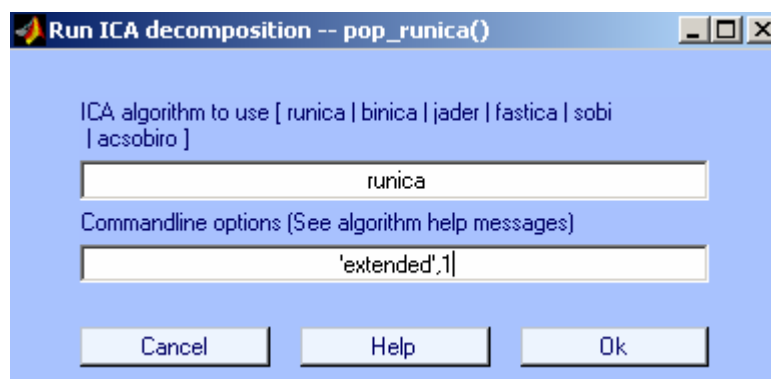 Run ICA decomposition -- pop_runica()
ICA algorithm to use [ runica | binica | jader | fastica | sobi
| acsobiro ]
runica
Commandline options (See algorithm help messages)
'extended',1
Cancel Help Ok